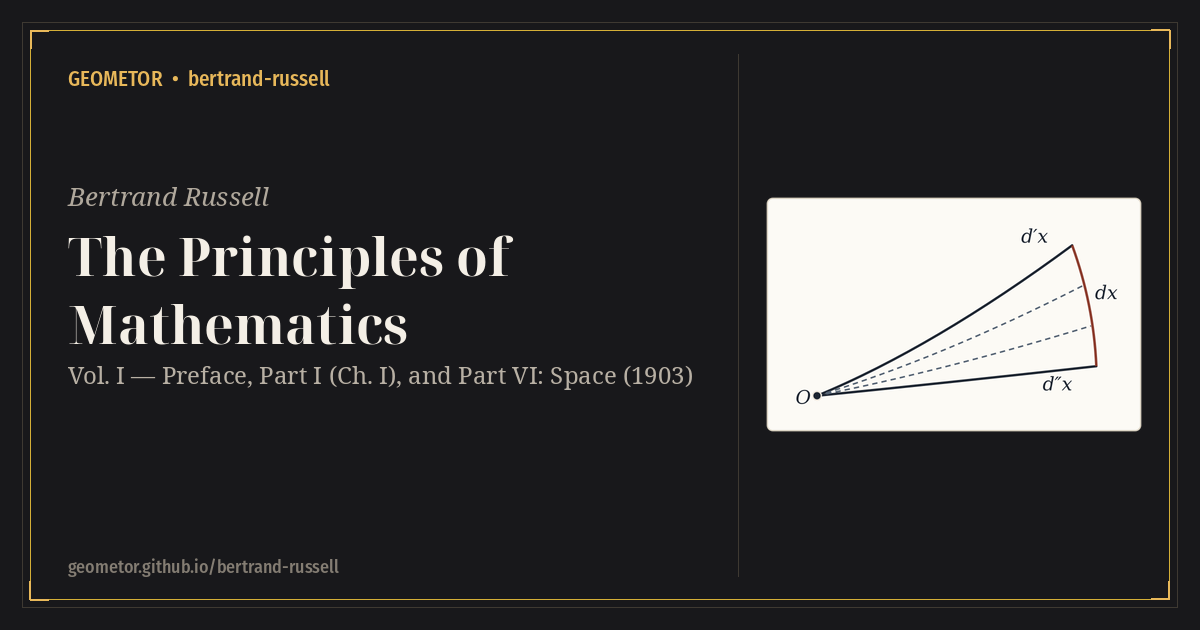 GEOMETOR • bertrand-russell
Bertrand Russell
The Principles of
Mathematics
Vol. I — Preface, Part I (Ch. I), and Part VI: Space (1903)
geometor.github.io/bertrand-russell
d′x
dx
d″x
O